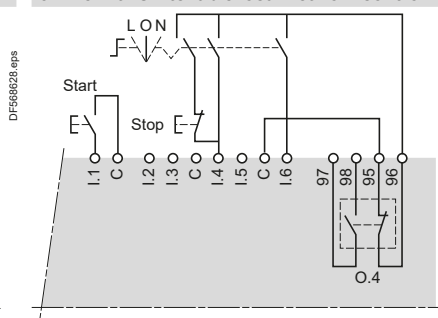 L O N
DF568628.eps
Start
Stop
I.1 C I.2 I.3 C I.4 I.5 C I.6 97 98 95 96
O.4